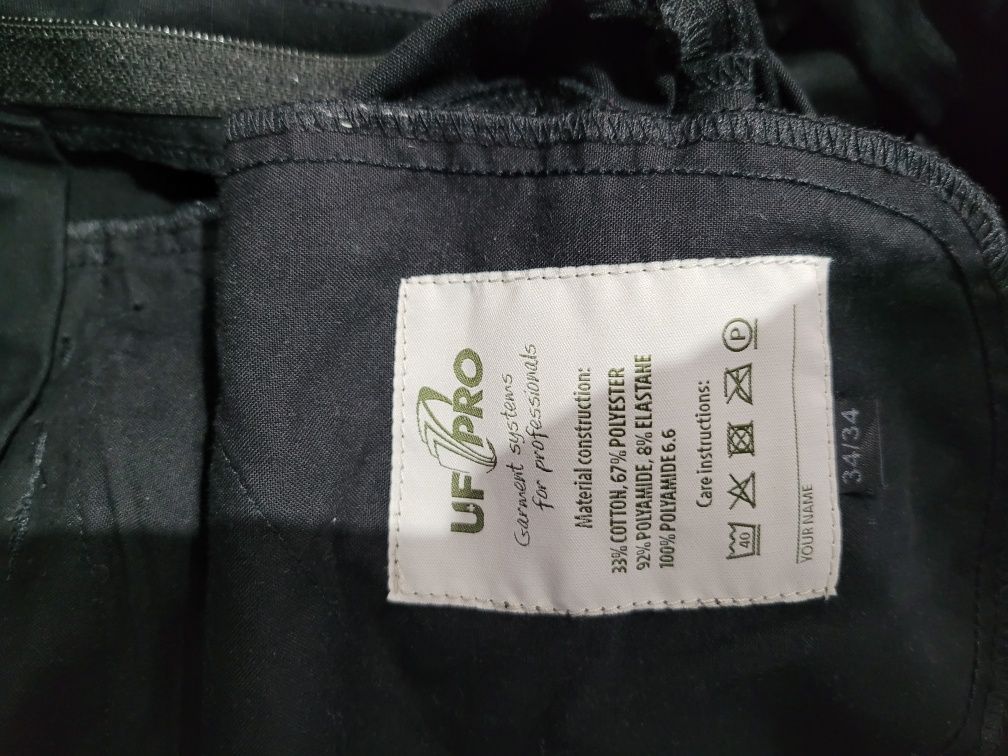 UF PRO
Garment systems
for professionals
Material construction:
33% COTTON, 67% POLYESTER
92% POLYAMIDE, 8% ELASTANE
100% POLYAMIDE 6.6
Care instructions:
40 P
YOUR NAME
34/34